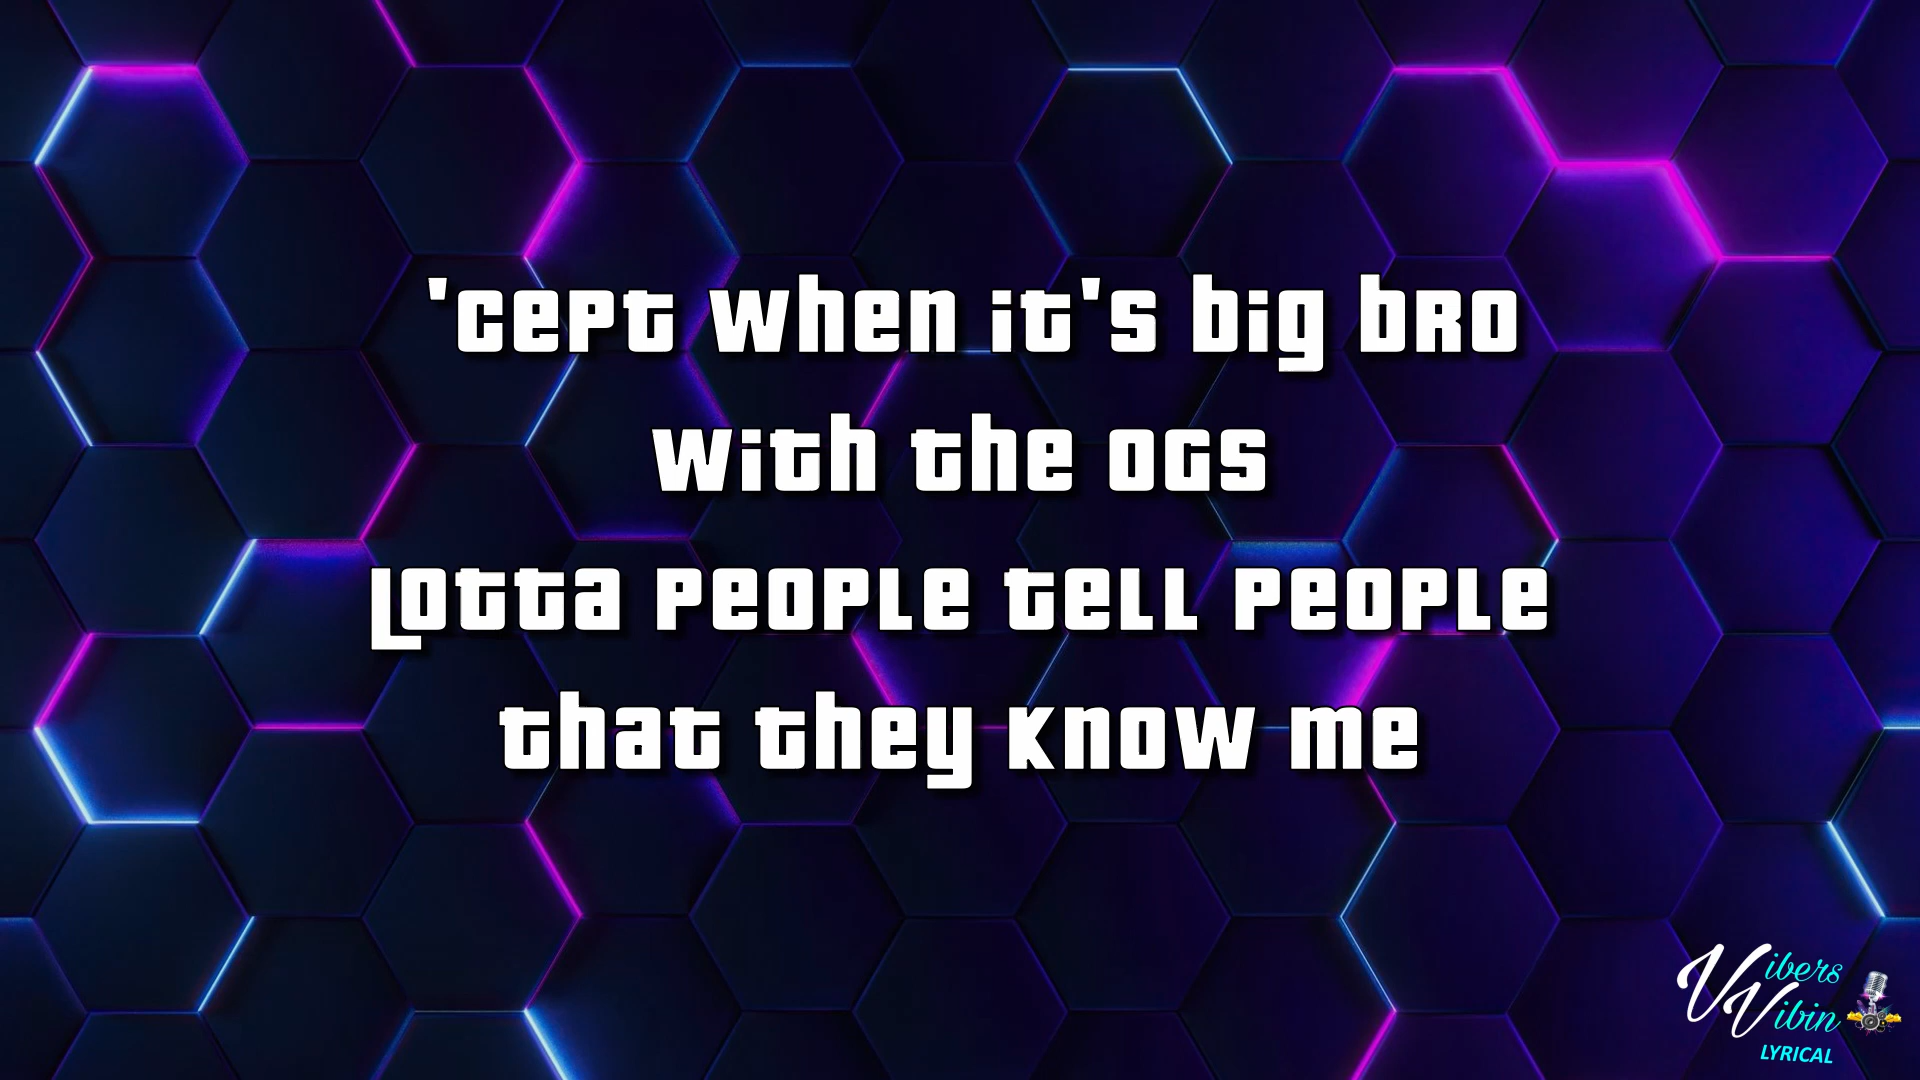 'cept when it's big bro
with the OGs
Lotta people tell people
that they know me
Vibers
Vibin
LYRICAL